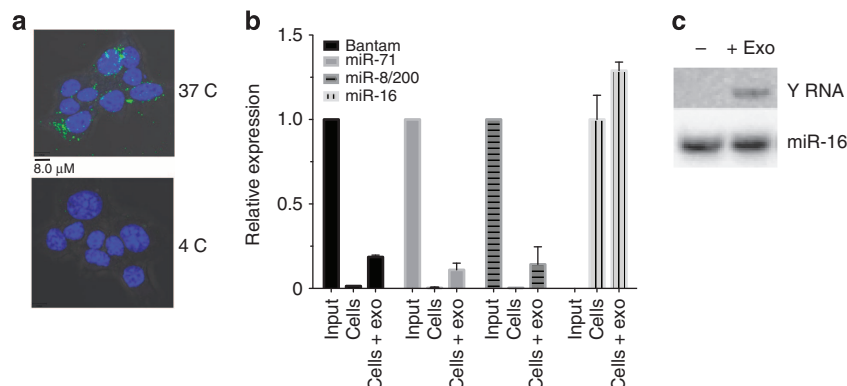 a
37 C
8.0 µM
4 C
b
Relative expression
1.5
1.0
0.5
0
Bantam
miR-71
miR-8/200
miR-16
Input
Cells
Cells + exo
Input
Cells
Cells + exo
Input
Cells
Cells + exo
Input
Cells
Cells + exo
c
– + Exo
Y RNA
miR-16